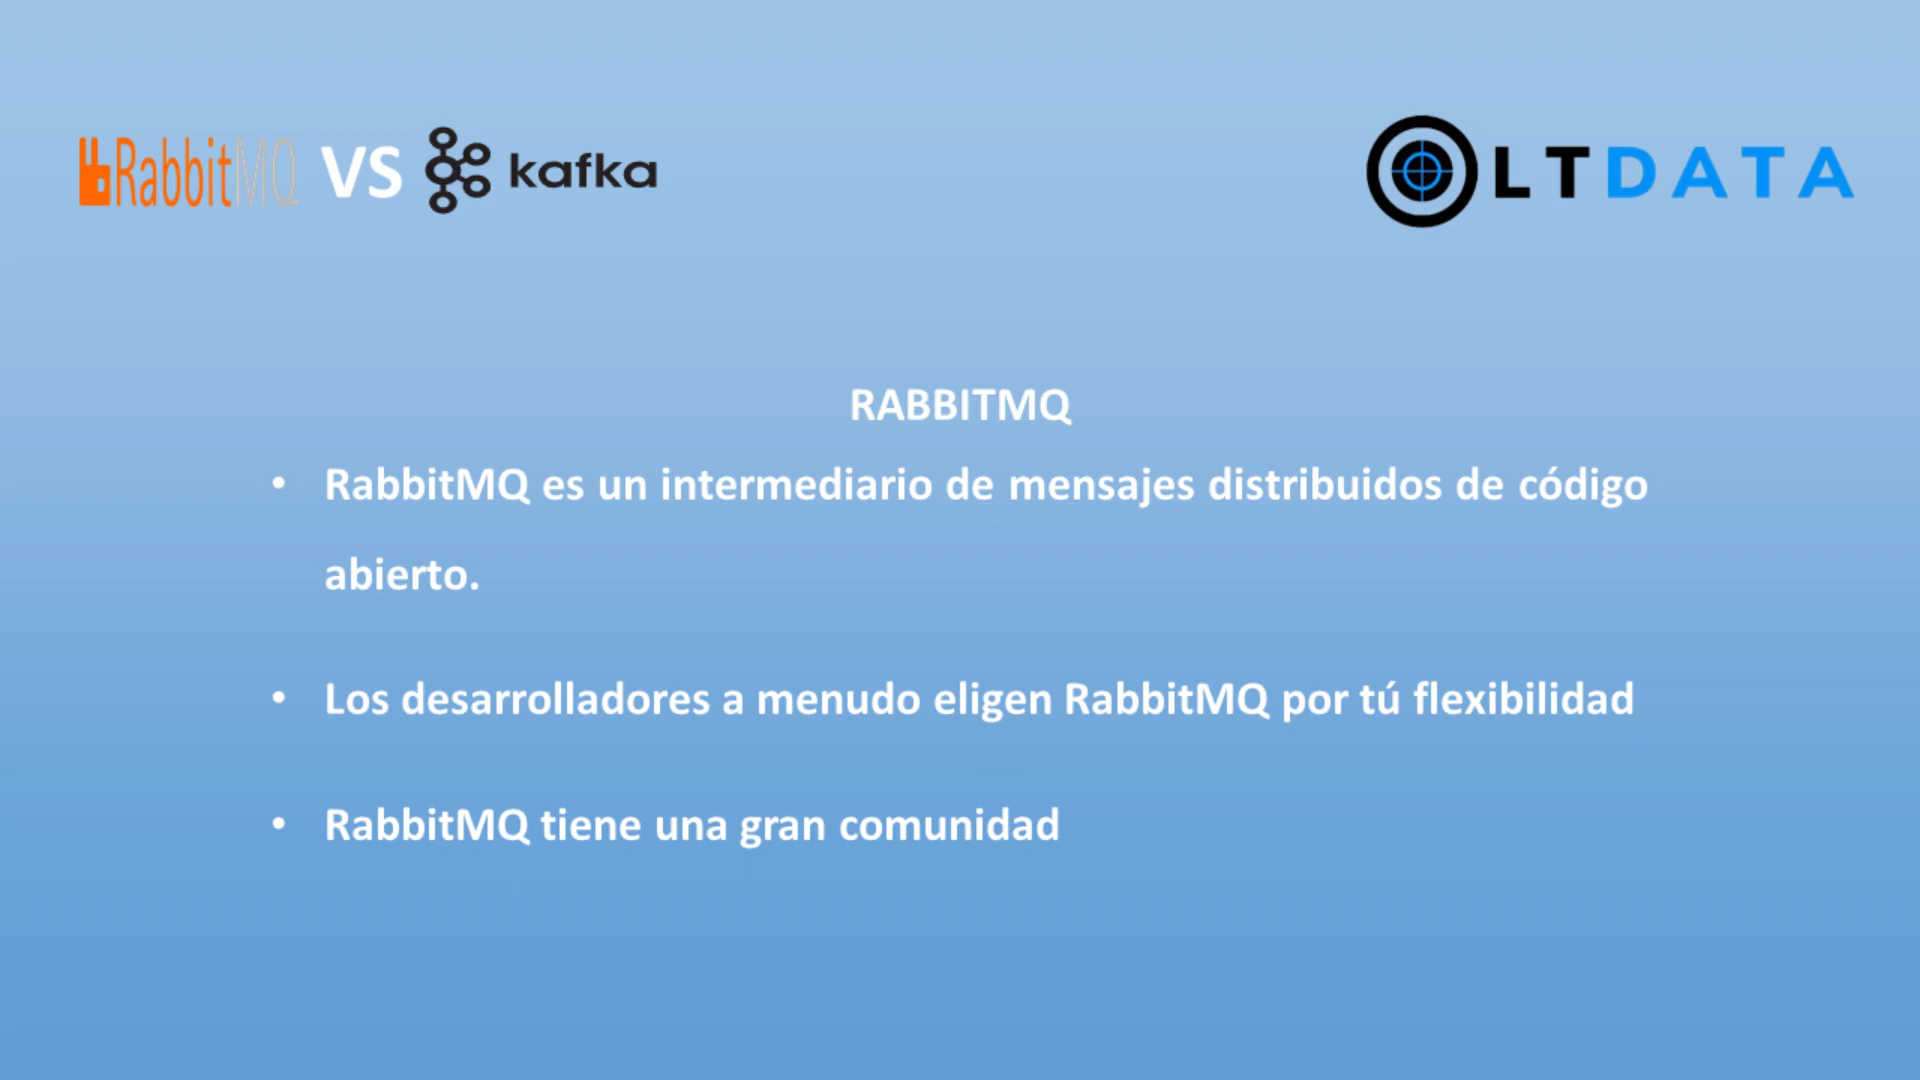 RabbitMQ VS kafka
OLTDATA
RABBITMQ
• RabbitMQ es un intermediario de mensajes distribuidos de código
abierto.
• Los desarrolladores a menudo eligen RabbitMQ por tú flexibilidad
• RabbitMQ tiene una gran comunidad